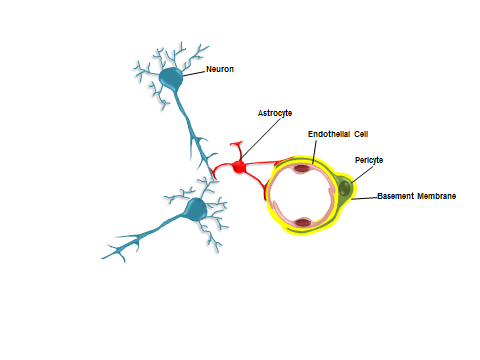 Neuron
Astrocyte
Endothelial Cell
Pericyte
Basement Membrane